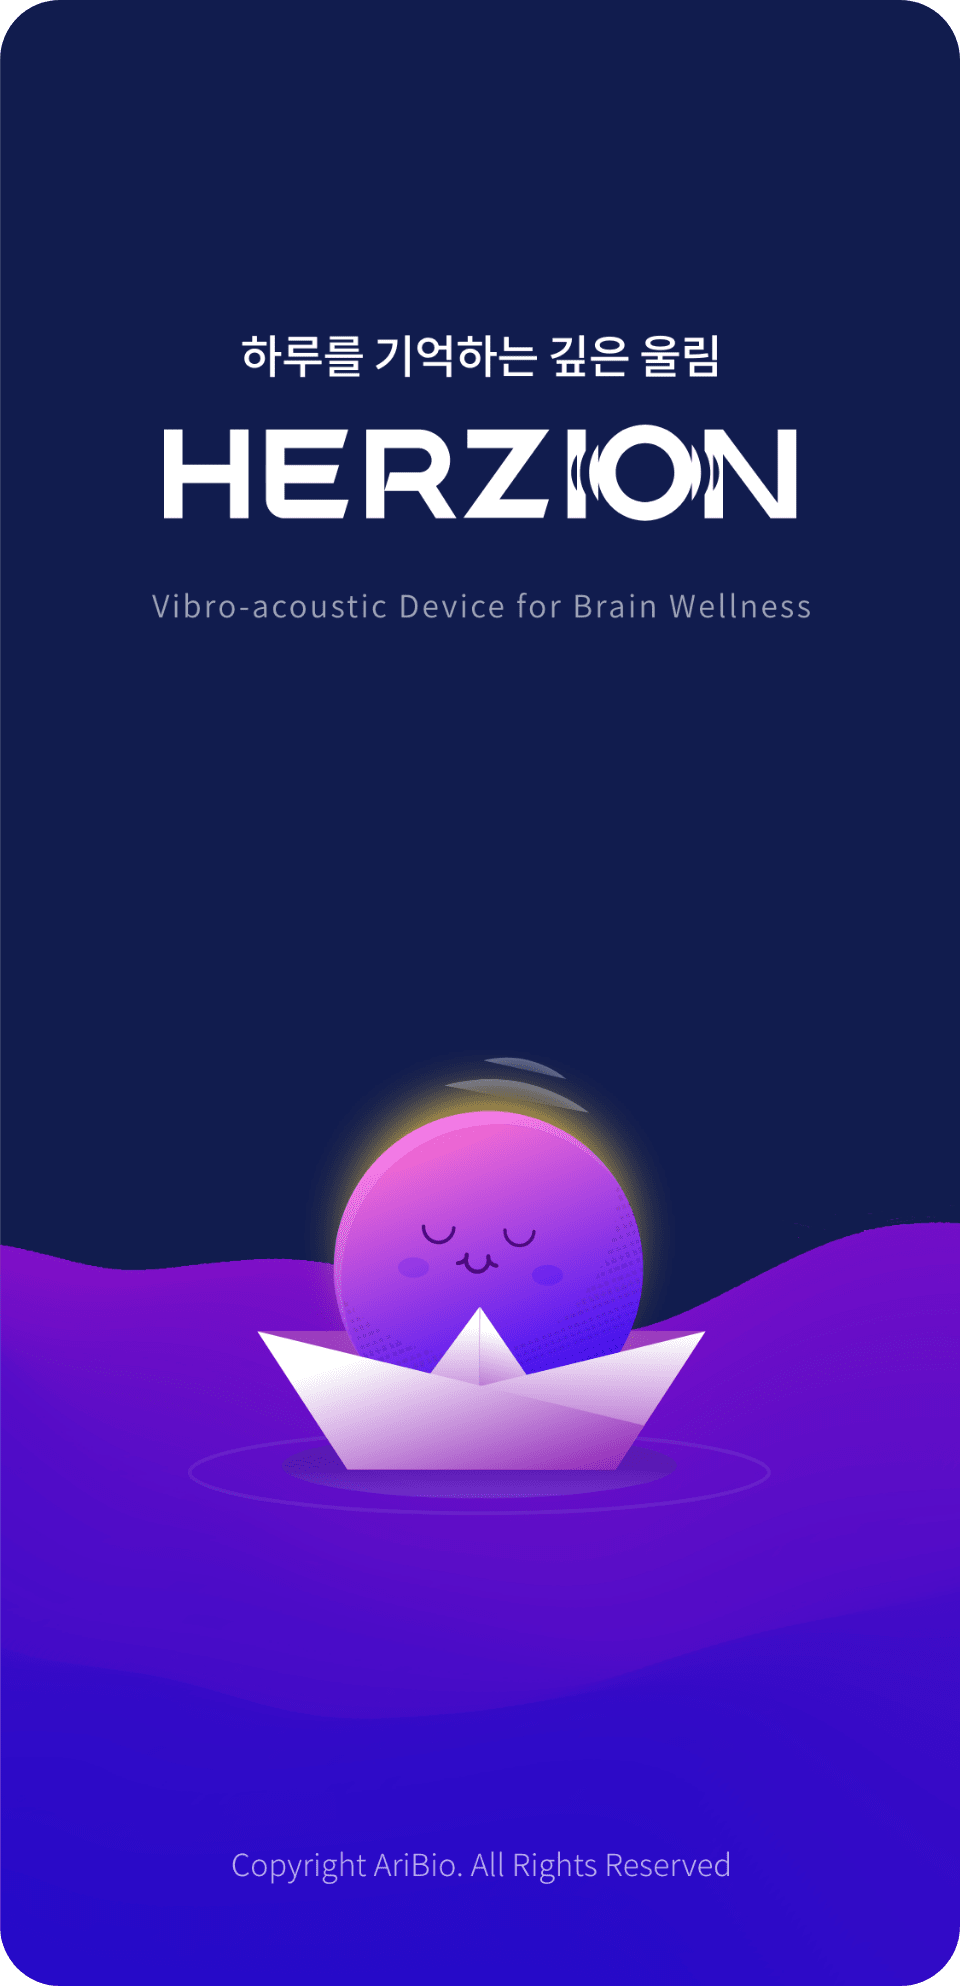 하루를 기억하는 깊은 울림
HERZION
Vibro-acoustic Device for Brain Wellness
Copyright AriBio. All Rights Reserved